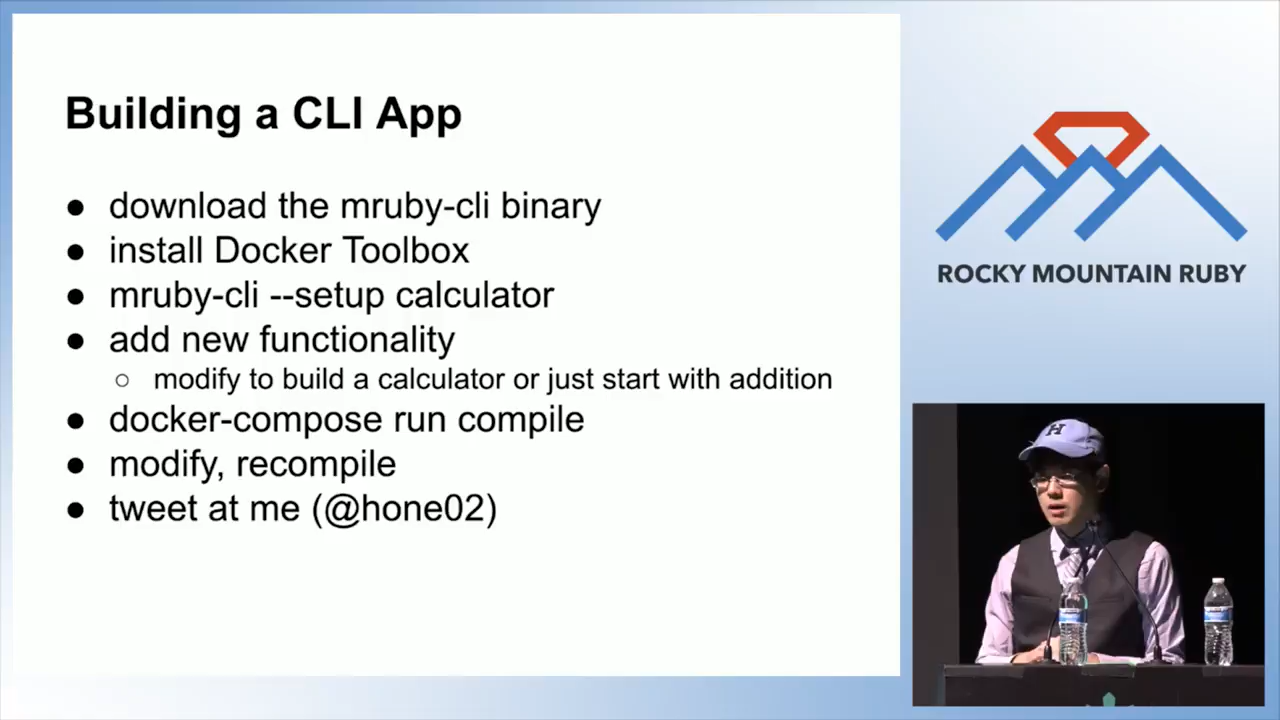 Building a CLI App
● download the mruby-cli binary
● install Docker Toolbox
● mruby-cli --setup calculator
● add new functionality
○ modify to build a calculator or just start with addition
● docker-compose run compile
● modify, recompile
● tweet at me (@hone02)
ROCKY MOUNTAIN RUBY
H